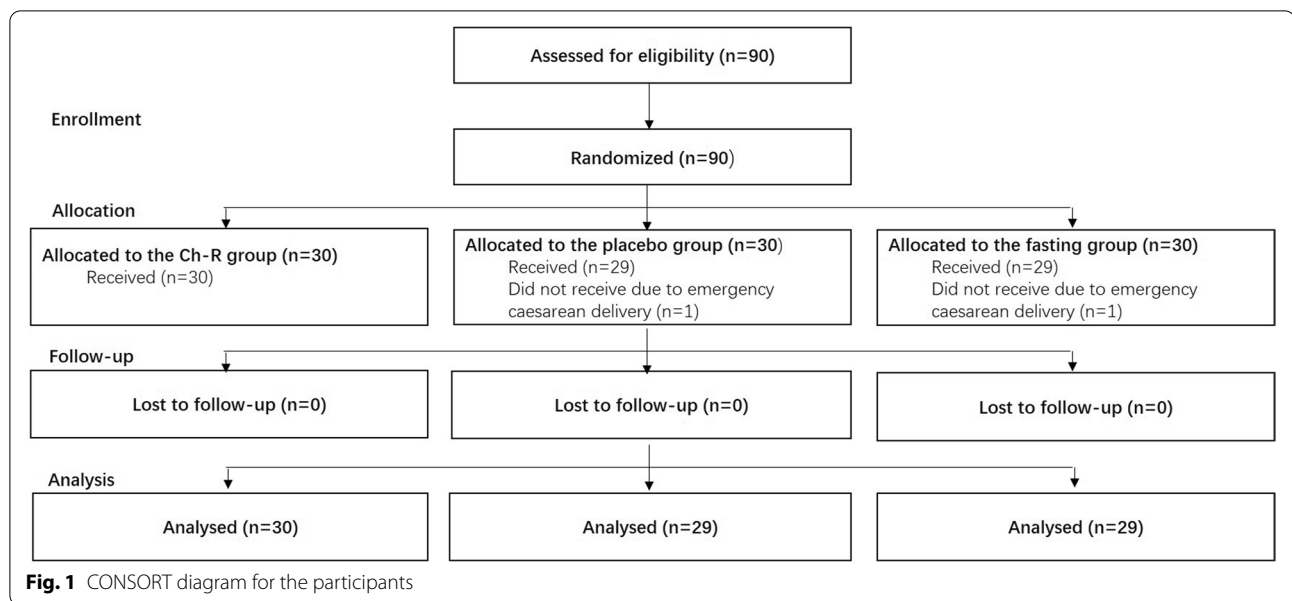 Assessed for eligibility (n=90)
Enrollment
Randomized (n=90)
Allocation
Allocated to the Ch-R group (n=30)
Received (n=30)
Allocated to the placebo group (n=30)
Received (n=29)
Did not receive due to emergency
caesarean delivery (n=1)
Allocated to the fasting group (n=30)
Received (n=29)
Did not receive due to emergency
caesarean delivery (n=1)
Follow-up
Lost to follow-up (n=0)
Lost to follow-up (n=0)
Lost to follow-up (n=0)
Analysis
Analysed (n=30)
Analysed (n=29)
Analysed (n=29)
Fig. 1 CONSORT diagram for the participants